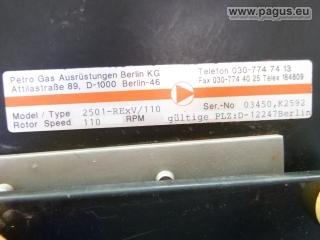 www.pagus.eu
Petro Gas Ausrüstungen Berlin KG
Attilastraße 89, D-1000 Berlin-46
Telefon 030-774 74 13
Fax 030-774 40 25 Telex 184809
Model / Type 2501-RExV/110
Ser.-No 03450,K2592
Rotor Speed 110 RPM
gültige PLZ:D-12247Berlin